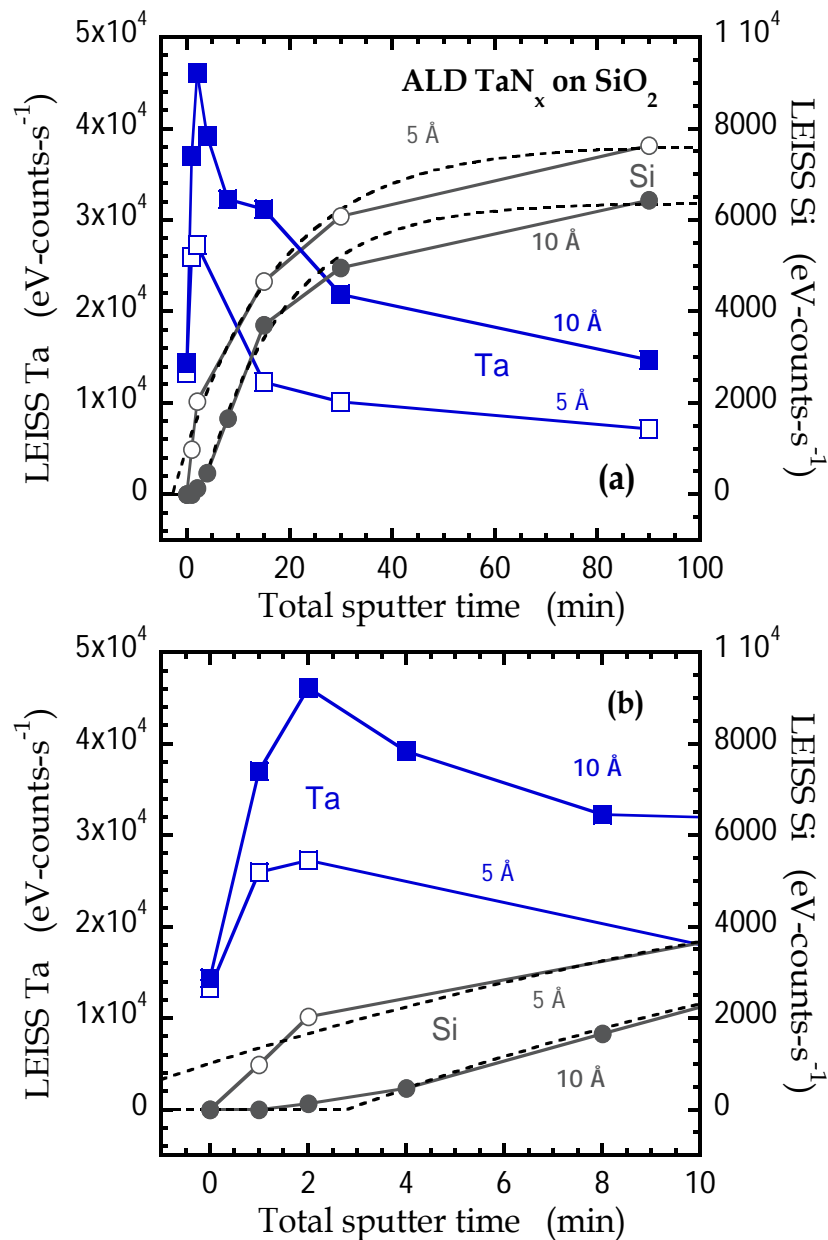 5x10⁴
4x10⁴
3x10⁴
2x10⁴
1x10⁴
0
LEISS Ta (eV-counts-s⁻¹)
ALD TaNₓ on SiO₂
5 Å
Si
10 Å
10 Å
Ta
5 Å
(a)
1 10⁴
8000
6000
4000
2000
0
LEISS Si (eV-counts-s⁻¹)
0 20 40 60 80 100
Total sputter time (min)
5x10⁴
4x10⁴
3x10⁴
2x10⁴
1x10⁴
0
LEISS Ta (eV-counts-s⁻¹)
(b)
10 Å
Ta
5 Å
5 Å
Si
10 Å
1 10⁴
8000
6000
4000
2000
0
LEISS Si (eV-counts-s⁻¹)
0 2 4 6 8 10
Total sputter time (min)